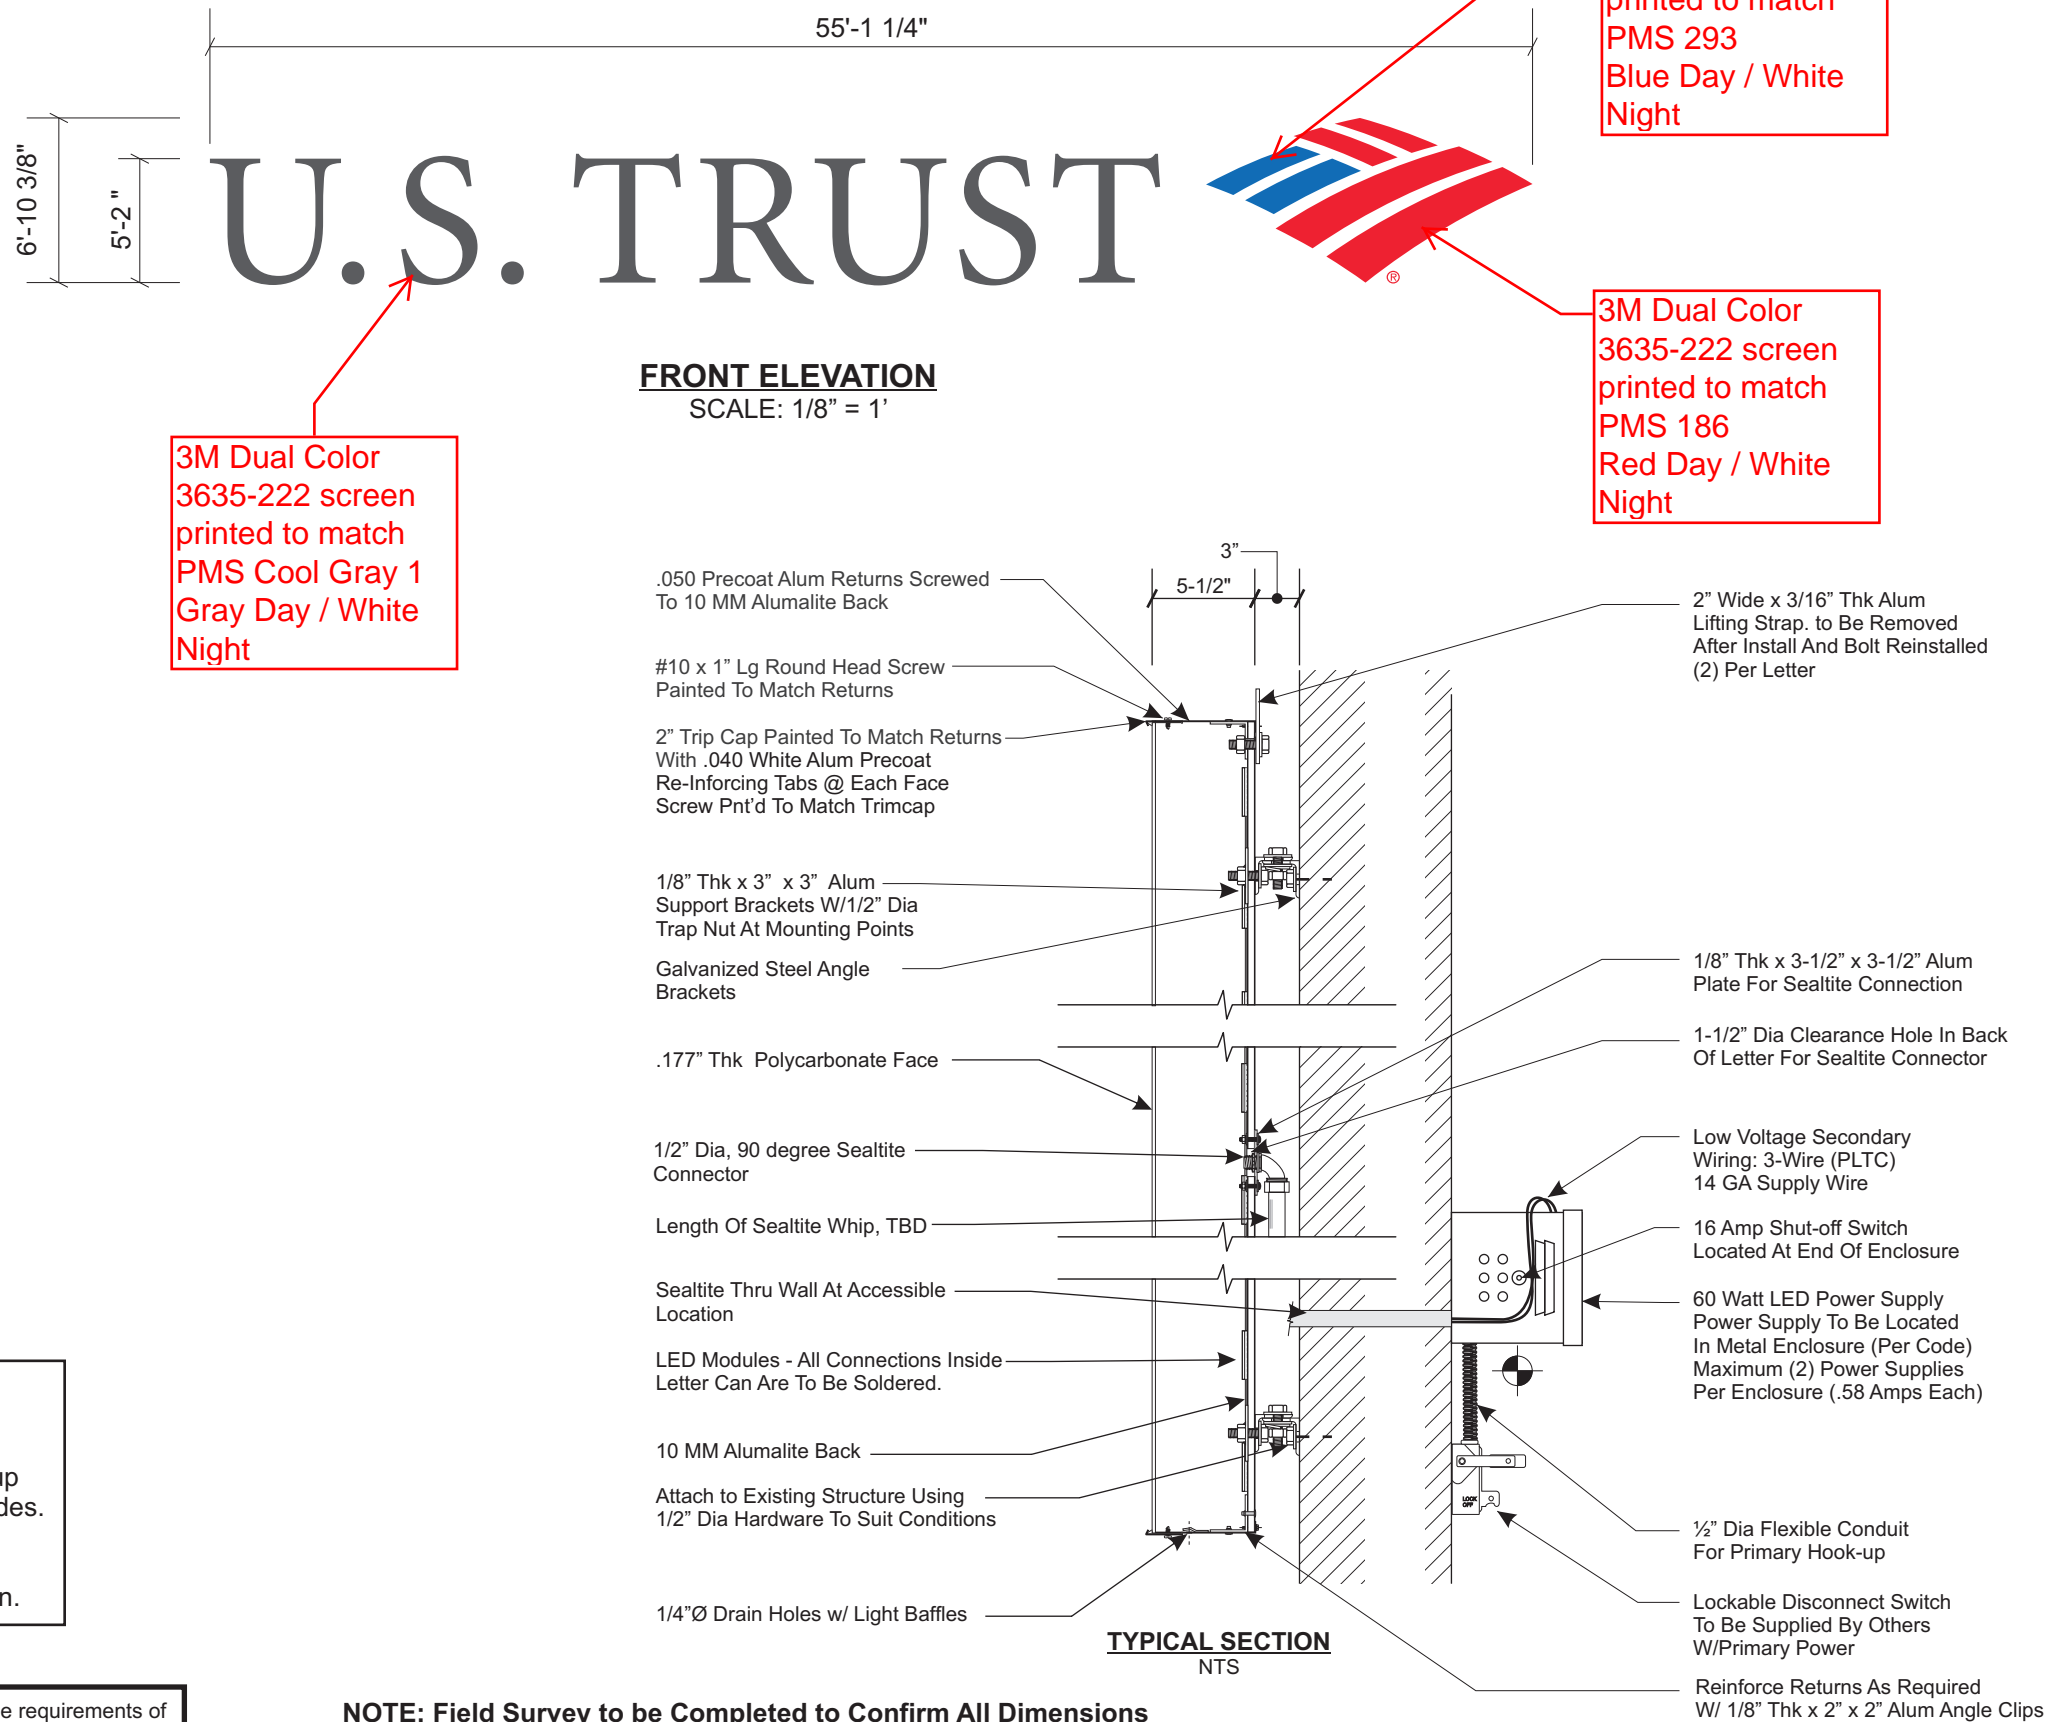 55'-1 1/4"
printed to match
PMS 293
Blue Day / White
Night
6'-10 3/8"
5'-2 "
U.S. TRUST
®
3M Dual Color
3635-222 screen
printed to match
PMS 186
Red Day / White
Night
FRONT ELEVATION
SCALE: 1/8” = 1’
3M Dual Color
3635-222 screen
printed to match
PMS Cool Gray 1
Gray Day / White
Night
3”
5-1/2"
.050 Precoat Alum Returns Screwed
To 10 MM Alumalite Back
#10 x 1” Lg Round Head Screw
Painted To Match Returns
2” Trip Cap Painted To Match Returns
With .040 White Alum Precoat
Re-Inforcing Tabs @ Each Face
Screw Pnt’d To Match Trimcap
1/8” Thk x 3”  x 3”  Alum
Support Brackets W/1/2” Dia
Trap Nut At Mounting Points
Galvanized Steel Angle
Brackets
.177” Thk  Polycarbonate Face
1/2” Dia, 90 degree Sealtite
Connector
Length Of Sealtite Whip, TBD
Sealtite Thru Wall At Accessible
Location
LED Modules - All Connections Inside
Letter Can Are To Be Soldered.
10 MM Alumalite Back
Attach to Existing Structure Using
1/2” Dia Hardware To Suit Conditions
1/4”Ø Drain Holes w/ Light Baffles
2” Wide x 3/16” Thk Alum
Lifting Strap. to Be Removed
After Install And Bolt Reinstalled
(2) Per Letter
1/8” Thk x 3-1/2” x 3-1/2” Alum
Plate For Sealtite Connection
1-1/2” Dia Clearance Hole In Back
Of Letter For Sealtite Connector
Low Voltage Secondary
Wiring: 3-Wire (PLTC)
14 GA Supply Wire
16 Amp Shut-off Switch
Located At End Of Enclosure
60 Watt LED Power Supply
Power Supply To Be Located
In Metal Enclosure (Per Code)
Maximum (2) Power Supplies
Per Enclosure (.58 Amps Each)
LOCK
OFF
½” Dia Flexible Conduit
For Primary Hook-up
Lockable Disconnect Switch
To Be Supplied By Others
W/Primary Power
Reinforce Returns As Required
W/ 1/8” Thk x 2” x 2” Alum Angle Clips
TYPICAL SECTION
NTS
up
des.
n.
e requirements of
NOTE: Field Survey to be Completed to Confirm All Dimensions